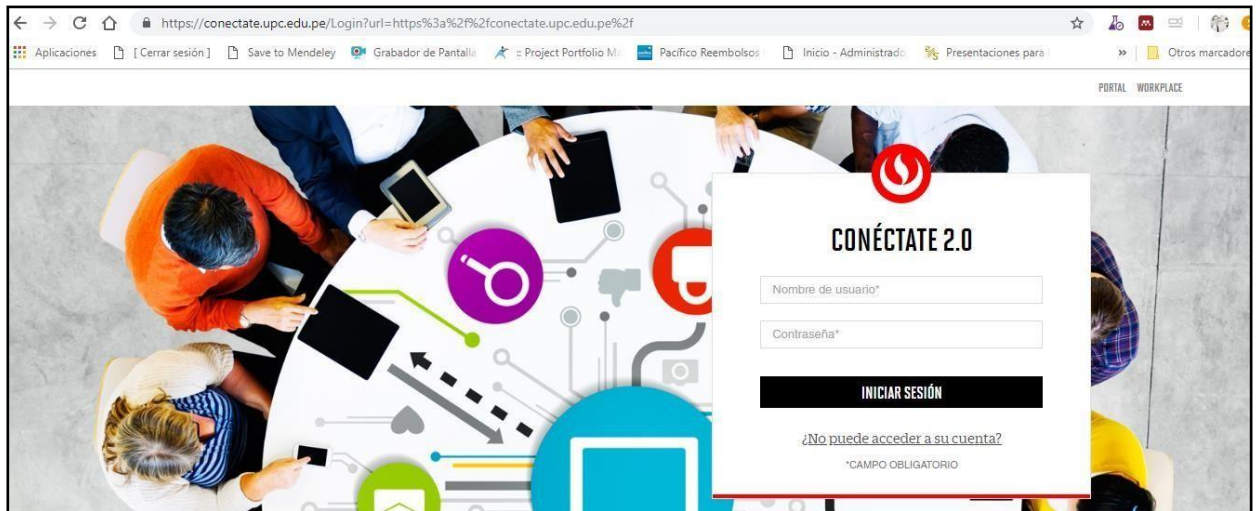 https://conectate.upc.edu.pe/Login?url=https%3a%2f%2fconectate.upc.edu.pe%2f
Aplicaciones [ Cerrar sesión ] Save to Mendeley Grabador de Pantalla :: Project Portfolio M Pacífico Reembolsos Inicio - Administrado Presentaciones para » Otros marcadore
PORTAL WORKPLACE
CONÉCTATE 2.0
Nombre de usuario*
Contraseña*
INICIAR SESIÓN
¿No puede acceder a su cuenta?
*CAMPO OBLIGATORIO